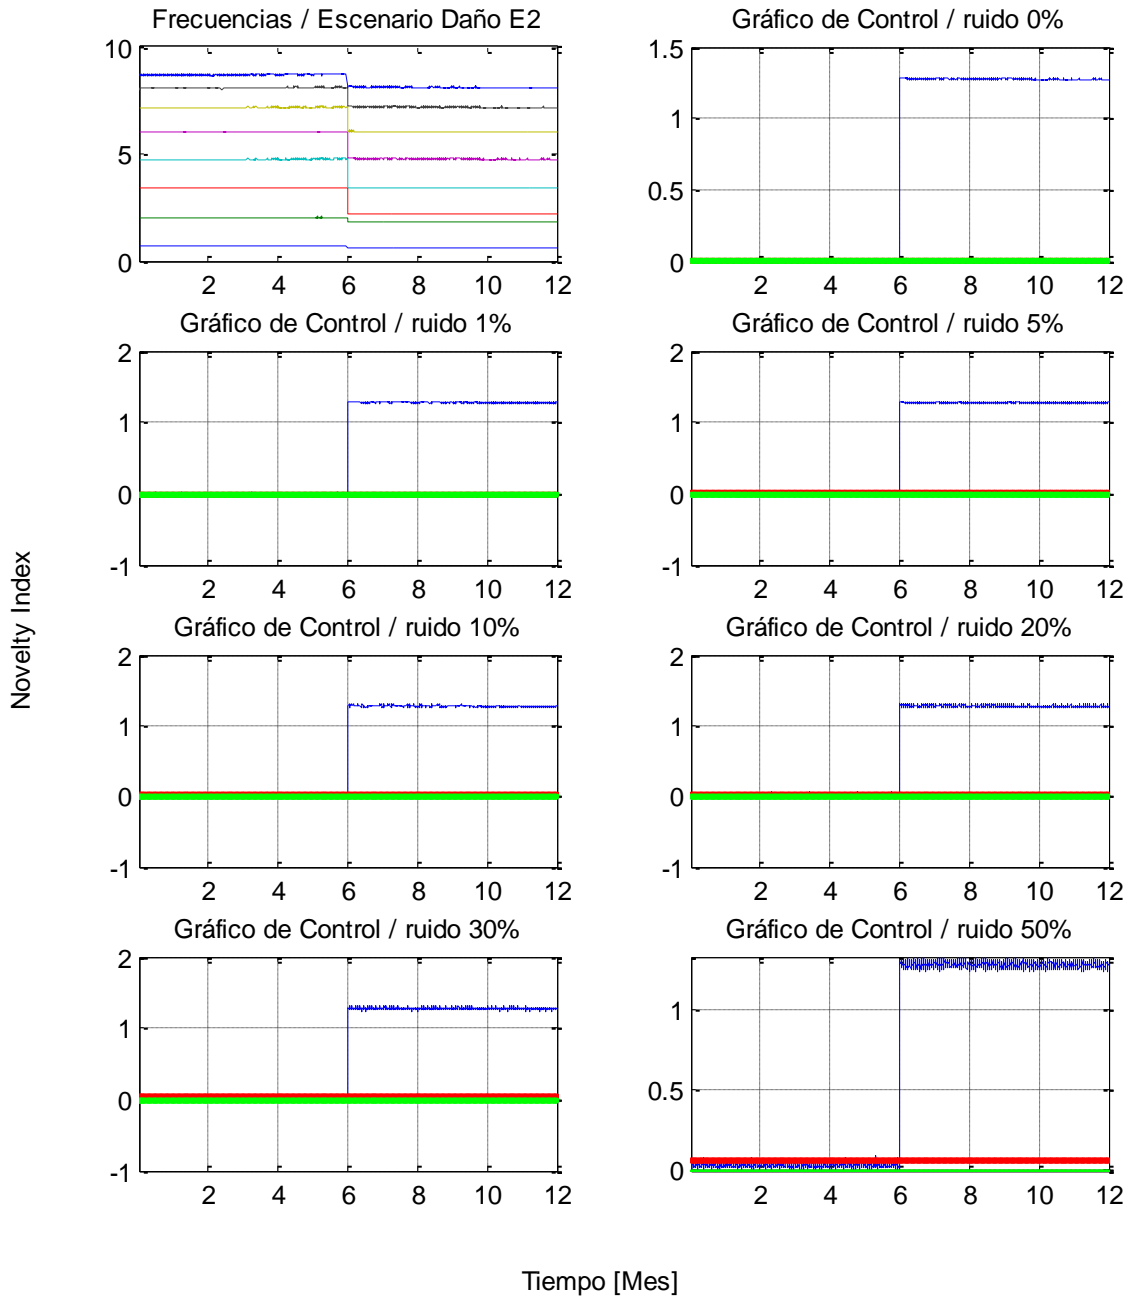 Frecuencias / Escenario Daño E2
10
5
0
2 4 6 8 10 12
Gráfico de Control / ruido 0%
1.5
1
0.5
0
2 4 6 8 10 12
Gráfico de Control / ruido 1%
2
1
0
-1
2 4 6 8 10 12
Gráfico de Control / ruido 5%
2
1
0
-1
2 4 6 8 10 12
Novelty Index
Gráfico de Control / ruido 10%
2
1
0
-1
2 4 6 8 10 12
Gráfico de Control / ruido 20%
2
1
0
-1
2 4 6 8 10 12
Gráfico de Control / ruido 30%
2
1
0
-1
2 4 6 8 10 12
Gráfico de Control / ruido 50%
1
0.5
0
2 4 6 8 10 12
Tiempo [Mes]